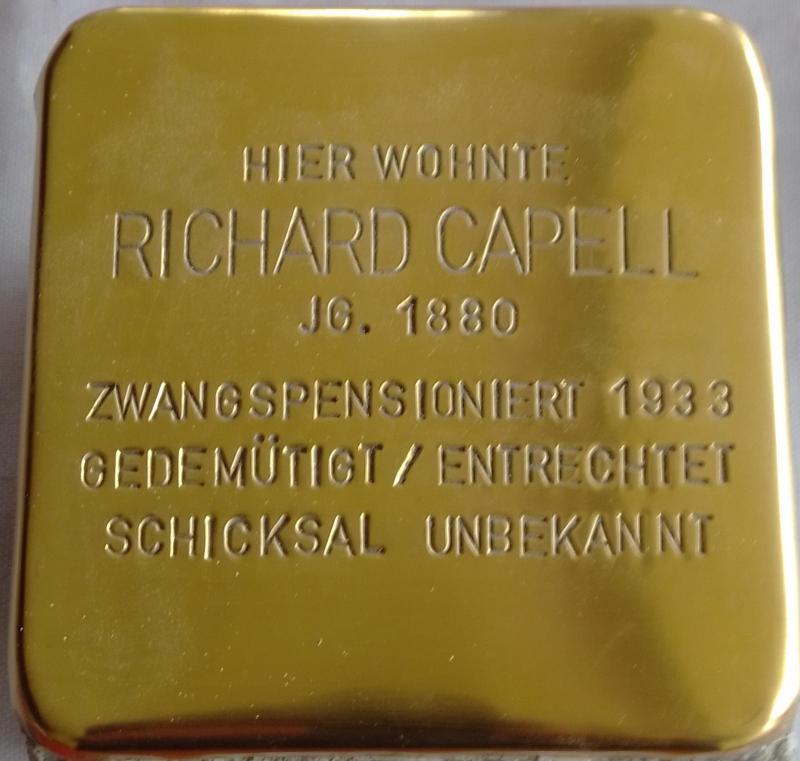 HIER WOHNTE
RICHARD CAPELL
JG. 1880
ZWANGSPENSIONIERT 1933
GEDEMÜTIGT / ENTRECHTET
SCHICKSAL UNBEKANNT